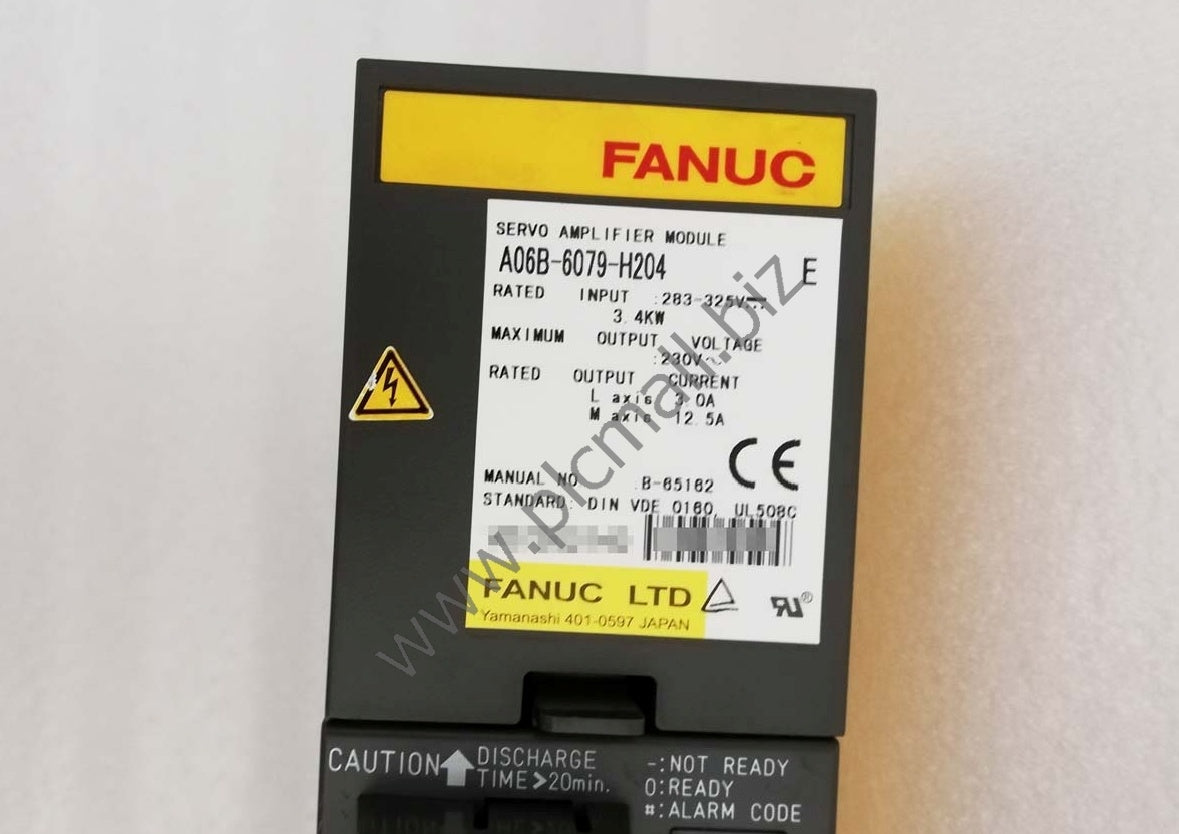 FANUC
SERVO AMPLIFIER MODULE
A06B-6079-H204 E
RATED INPUT :283-325V⎓
3.4KW
MAXIMUM OUTPUT VOLTAGE
:230V~
RATED OUTPUT CURRENT
L axis 3.0A
M axis 12.5A
CE
MANUAL NO :B-65182
STANDARD: DIN VDE 0160, UL508C
FANUC LTD
Yamanashi 401-0597 JAPAN
www.plcmall.biz
CAUTION DISCHARGE
TIME>20min.
-:NOT READY
0:READY
#:ALARM CODE